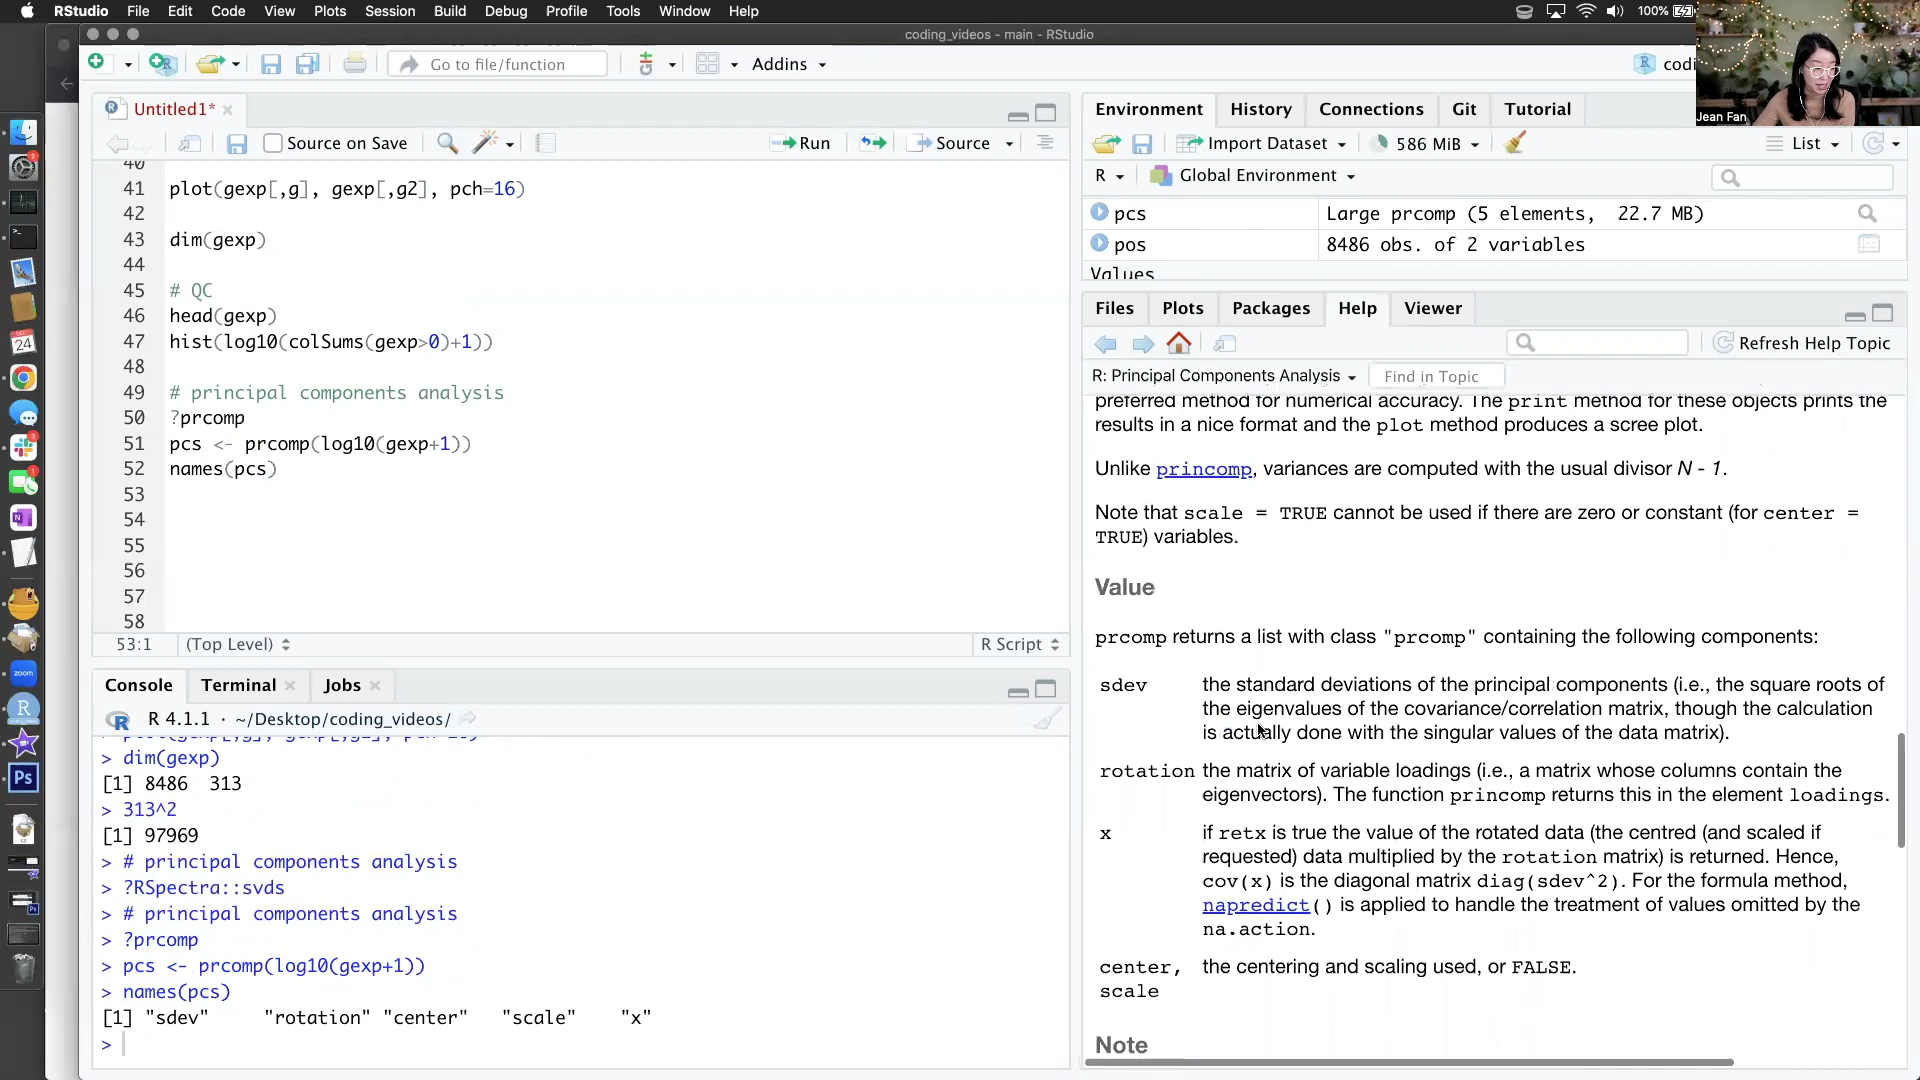 RStudio File Edit Code View Plots Session Build Debug Profile Tools Window Help
100%
coding_videos - main - RStudio
Go to file/function
Addins
codi
Jean Fan
Untitled1*
Source on Save
Run
Source
40
41 plot(gexp[,g], gexp[,g2], pch=16)
42
43 dim(gexp)
44
45 # QC
46 head(gexp)
47 hist(log10(colSums(gexp>0)+1))
48
49 # principal components analysis
50 ?prcomp
51 pcs <- prcomp(log10(gexp+1))
52 names(pcs)
53
54
55
56
57
58
53:1 (Top Level) R Script
Console Terminal Jobs
R 4.1.1 · ~/Desktop/coding_videos/
> plot(gexp[,g], gexp[,g2], pch=16)
> dim(gexp)
[1] 8486 313
> 313^2
[1] 97969
> # principal components analysis
> ?RSpectra::svds
> # principal components analysis
> ?prcomp
> pcs <- prcomp(log10(gexp+1))
> names(pcs)
[1] "sdev" "rotation" "center" "scale" "x"
>
Environment History Connections Git Tutorial
Import Dataset 586 MiB List
R Global Environment
pcs Large prcomp (5 elements, 22.7 MB)
pos 8486 obs. of 2 variables
Values
Files Plots Packages Help Viewer
Refresh Help Topic
R: Principal Components Analysis Find in Topic
preferred method for numerical accuracy. The print method for these objects prints the
results in a nice format and the plot method produces a scree plot.
Unlike princomp, variances are computed with the usual divisor N - 1.
Note that scale = TRUE cannot be used if there are zero or constant (for center =
TRUE) variables.
Value
prcomp returns a list with class "prcomp" containing the following components:
sdev the standard deviations of the principal components (i.e., the square roots of
the eigenvalues of the covariance/correlation matrix, though the calculation
is actually done with the singular values of the data matrix).
rotation the matrix of variable loadings (i.e., a matrix whose columns contain the
eigenvectors). The function princomp returns this in the element loadings.
x if retx is true the value of the rotated data (the centred (and scaled if
requested) data multiplied by the rotation matrix) is returned. Hence,
cov(x) is the diagonal matrix diag(sdev^2). For the formula method,
napredict() is applied to handle the treatment of values omitted by the
na.action.
center, the centering and scaling used, or FALSE.
scale
Note
24
zoom
Ps